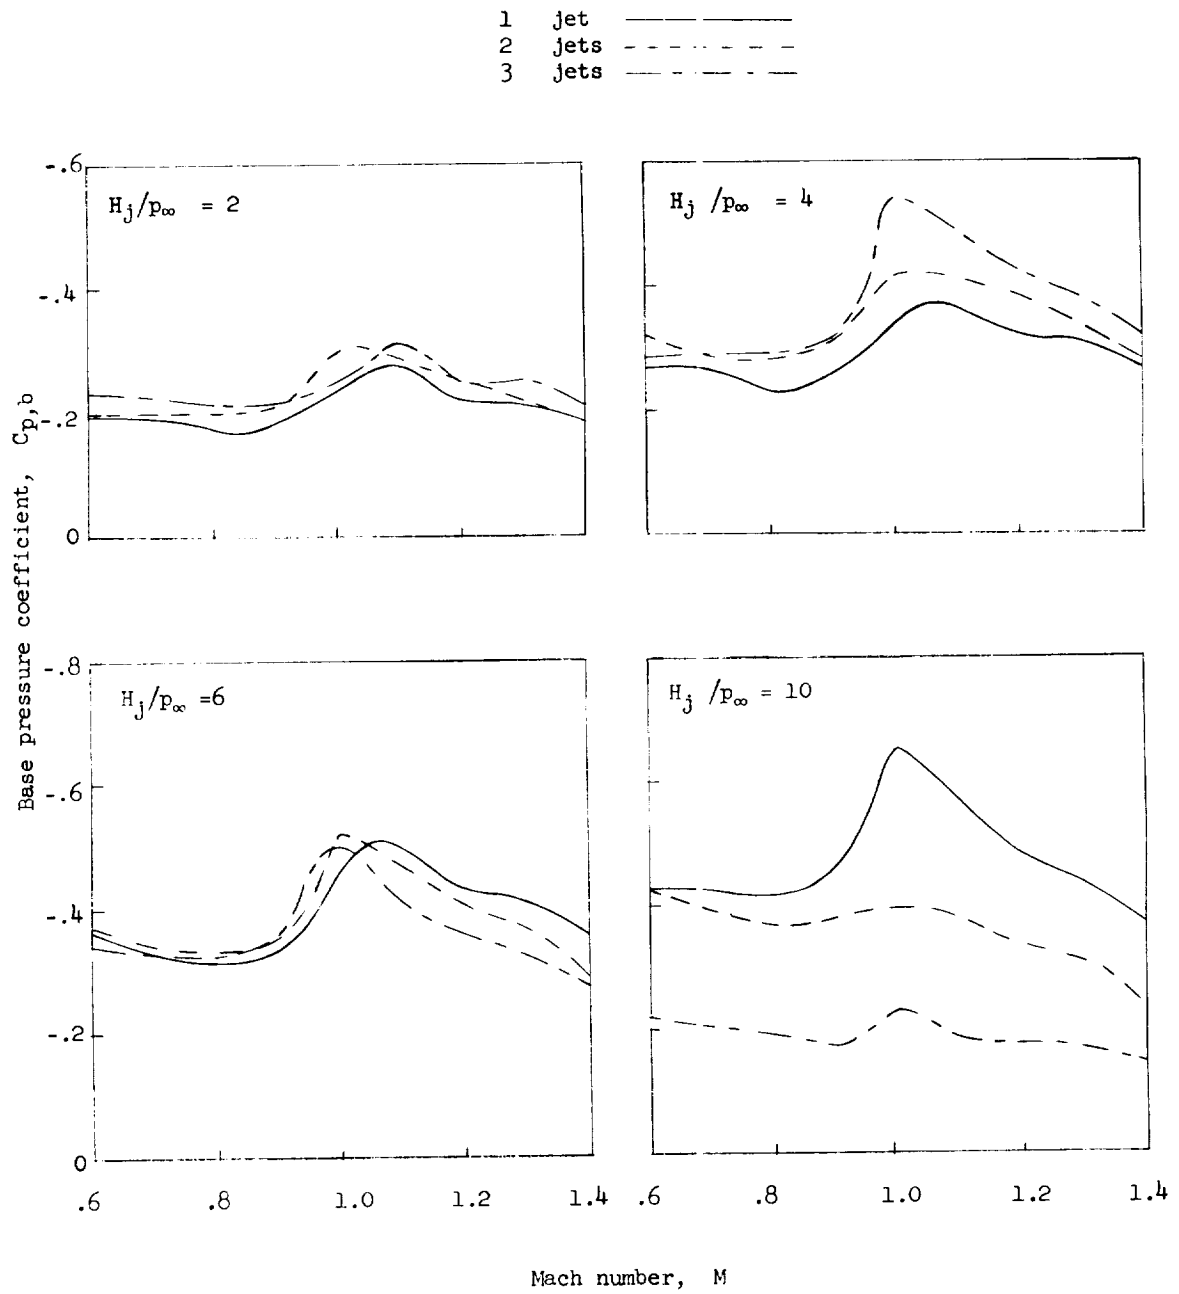 1 jet
2 jets
3 jets
-.6
-.4
-.2
0
H_j/p_∞ = 2
H_j /p_∞ = 4
Base pressure coefficient, C_p,b
-.8
-.6
-.4
-.2
0
H_j/p_∞ =6
H_j /p_∞ = 10
.6 .8 1.0 1.2 1.4
.6 .8 1.0 1.2 1.4
Mach number, M